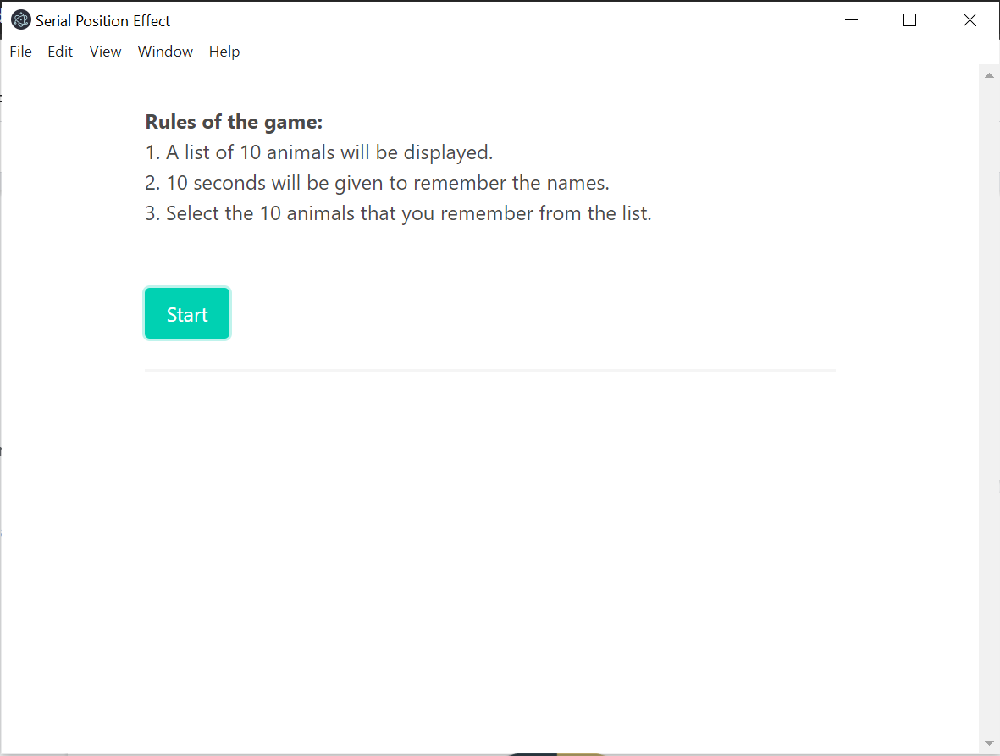 Serial Position Effect
File Edit View Window Help
Rules of the game:
1. A list of 10 animals will be displayed.
2. 10 seconds will be given to remember the names.
3. Select the 10 animals that you remember from the list.
Start